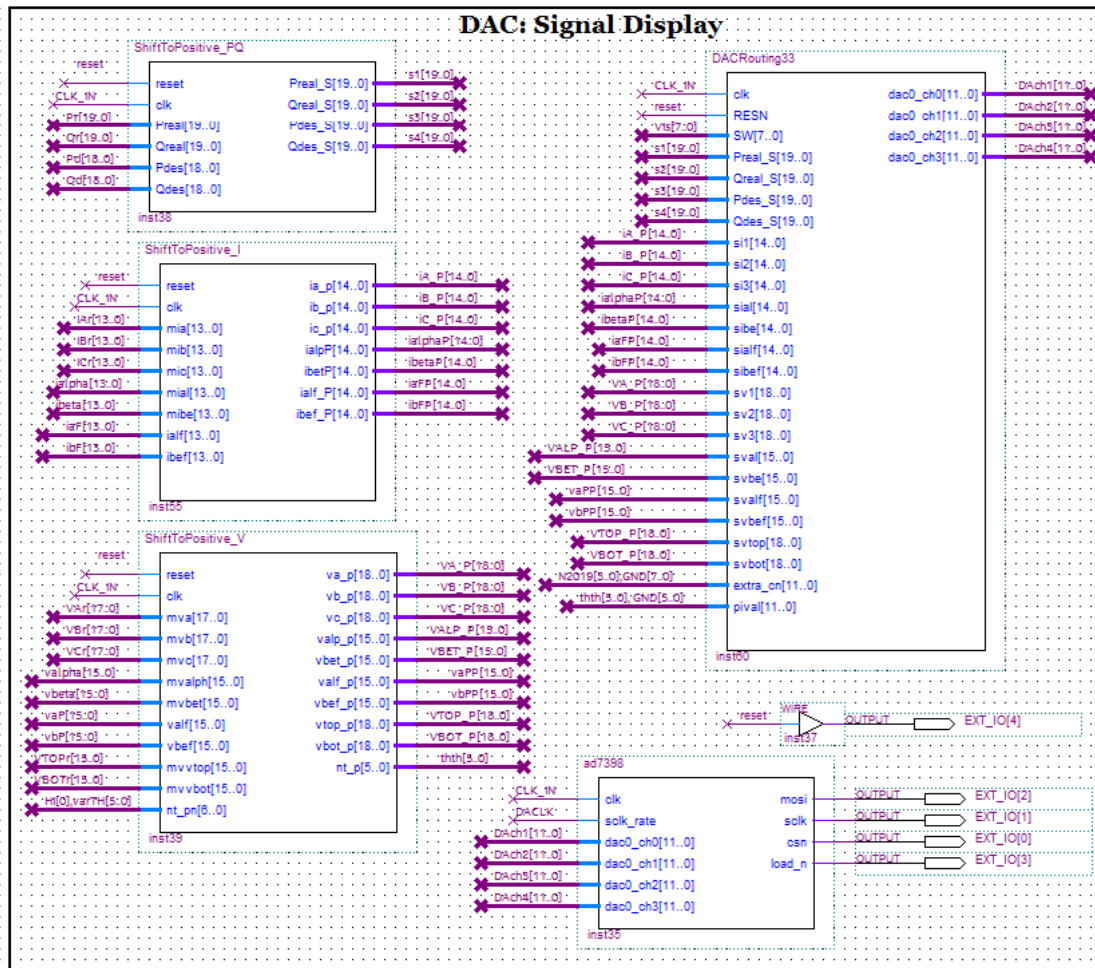 DAC: Signal Display
ShiftToPositive_PQ
reset
CLK_IN
Pr[19..0]
Qr[19..0]
Pd[18..0]
Qd[18..0]
reset
clk
Preal[19..0]
Qreal[19..0]
Pdes[18..0]
Qdes[18..0]
Preal_S[19..0]
Qreal_S[19..0]
Pdes_S[19..0]
Qdes_S[19..0]
s1[19..0]
s2[19..0]
s3[19..0]
s4[19..0]
inst38
ShiftToPositive_I
reset
CLK_IN
IAr[13..0]
IBr[13..0]
ICr[13..0]
ialpha[13..0]
ibeta[13..0]
iaF[13..0]
ibF[13..0]
reset
clk
mia[13..0]
mib[13..0]
mic[13..0]
mial[13..0]
mibe[13..0]
ialf[13..0]
ibef[13..0]
ia_p[14..0]
ib_p[14..0]
ic_p[14..0]
ialpP[14..0]
ibetP[14..0]
ialf_P[14..0]
ibef_P[14..0]
iA_P[14..0]
iB_P[14..0]
iC_P[14..0]
ialphaP[14..0]
ibetaP[14..0]
iaFP[14..0]
ibFP[14..0]
inst55
ShiftToPositive_V
reset
CLK_IN
VAr[17..0]
VBr[17..0]
VCr[17..0]
valpha[15..0]
vbeta[15..0]
vaP[15..0]
vbP[15..0]
VTOPr[15..0]
VBOTr[15..0]
H1[0],varTH[5..0]
reset
clk
mva[17..0]
mvb[17..0]
mvc[17..0]
mvalph[15..0]
mvbet[15..0]
valf[15..0]
vbef[15..0]
mvvtop[15..0]
mvvbot[15..0]
nt_pn[6..0]
va_p[18..0]
vb_p[18..0]
vc_p[18..0]
valp_p[15..0]
vbet_p[15..0]
valf_p[15..0]
vbef_p[15..0]
vtop_p[18..0]
vbot_p[18..0]
nt_p[5..0]
VA_P[18..0]
VB_P[18..0]
VC_P[18..0]
VALP_P[15..0]
VBET_P[15..0]
vaPP[15..0]
vbPP[15..0]
VTOP_P[18..0]
VBOT_P[18..0]
thth[5..0]
inst39
DACRouting33
CLK_IN
reset
Vis[7..0]
s1[19..0]
s2[19..0]
s3[19..0]
s4[19..0]
iA_P[14..0]
iB_P[14..0]
iC_P[14..0]
ialphaP[14..0]
ibetaP[14..0]
iaFP[14..0]
ibFP[14..0]
VA_P[18..0]
VB_P[18..0]
VC_P[18..0]
VALP_P[15..0]
VBET_P[15..0]
vaPP[15..0]
vbPP[15..0]
VTOP_P[18..0]
VBOT_P[18..0]
N2019[3..0],GND[7..0]
thth[5..0],GND[5..0]
clk
RESN
SW[7..0]
Preal_S[19..0]
Qreal_S[19..0]
Pdes_S[19..0]
Qdes_S[19..0]
si1[14..0]
si2[14..0]
si3[14..0]
sial[14..0]
sibe[14..0]
sialf[14..0]
sibef[14..0]
sv1[18..0]
sv2[18..0]
sv3[18..0]
sval[15..0]
svbe[15..0]
svalf[15..0]
svbef[15..0]
svtop[18..0]
svbot[18..0]
extra_cn[11..0]
pival[11..0]
dac0_ch0[11..0]
dac0_ch1[11..0]
dac0_ch2[11..0]
dac0_ch3[11..0]
DAch1[11..0]
DAch2[11..0]
DAch3[11..0]
DAch4[11..0]
inst60
WIRE
reset
inst37
OUTPUT
EXT_IO[4]
ad7398
CLK_IN
DACLK
DAch1[11..0]
DAch2[11..0]
DAch3[11..0]
DAch4[11..0]
clk
sclk_rate
dac0_ch0[11..0]
dac0_ch1[11..0]
dac0_ch2[11..0]
dac0_ch3[11..0]
mosi
sclk
csn
load_n
OUTPUT EXT_IO[2]
OUTPUT EXT_IO[1]
OUTPUT EXT_IO[0]
OUTPUT EXT_IO[3]
inst35